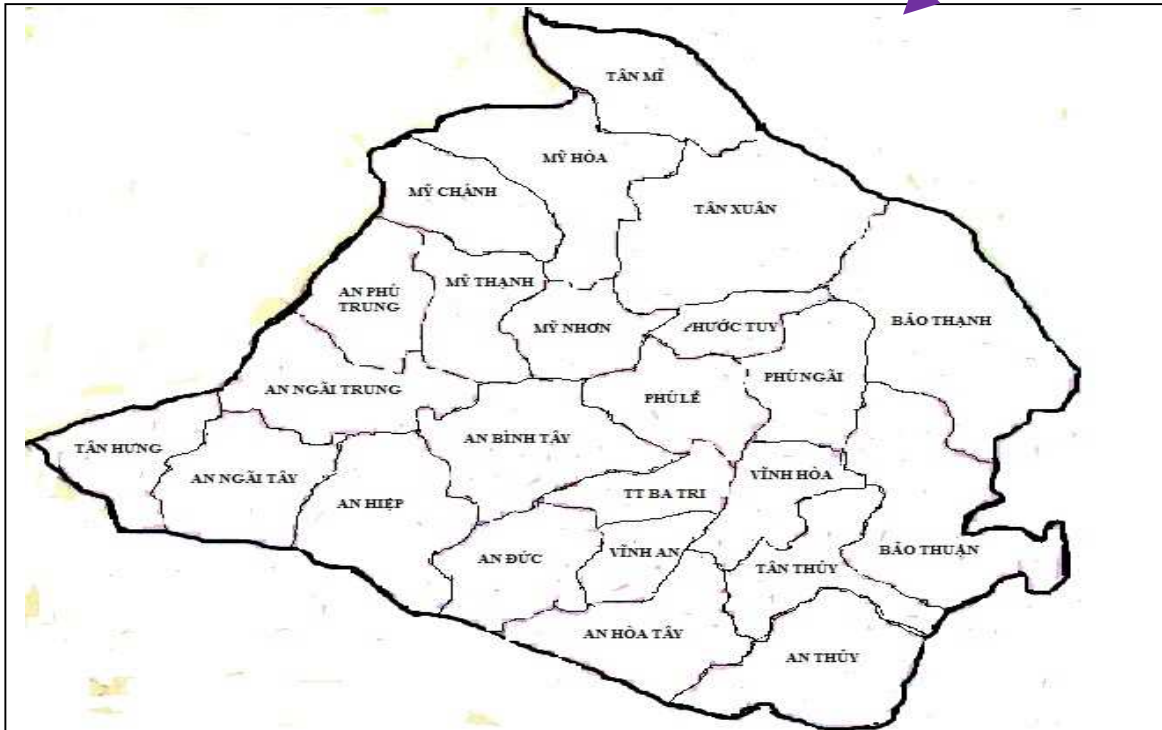 TÂN MĨ
MỸ HÒA
MỸ CHÁNH
TÂN XUÂN
MỸ THẠNH
AN PHÚ
TRUNG
BẢO THẠNH
MỸ NHƠN
PHƯỚC TUY
PHÚ NGÃI
AN NGÃI TRUNG
PHÚ LỄ
AN BÌNH TÂY
TÂN HƯNG
AN NGÃI TÂY
VĨNH HÒA
TT BA TRI
AN HIỆP
VĨNH AN
BẢO THUẬN
AN ĐỨC
TÂN THỦY
AN HÒA TÂY
AN THỦY